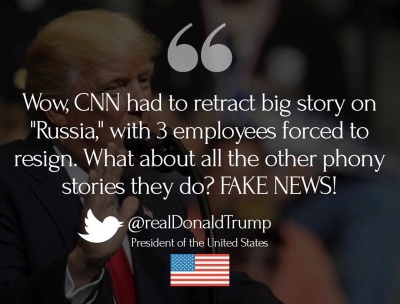 Wow, CNN had to retract big story on
"Russia," with 3 employees forced to
resign. What about all the other phony
stories they do? FAKE NEWS!
@realDonaldTrump
President of the United States